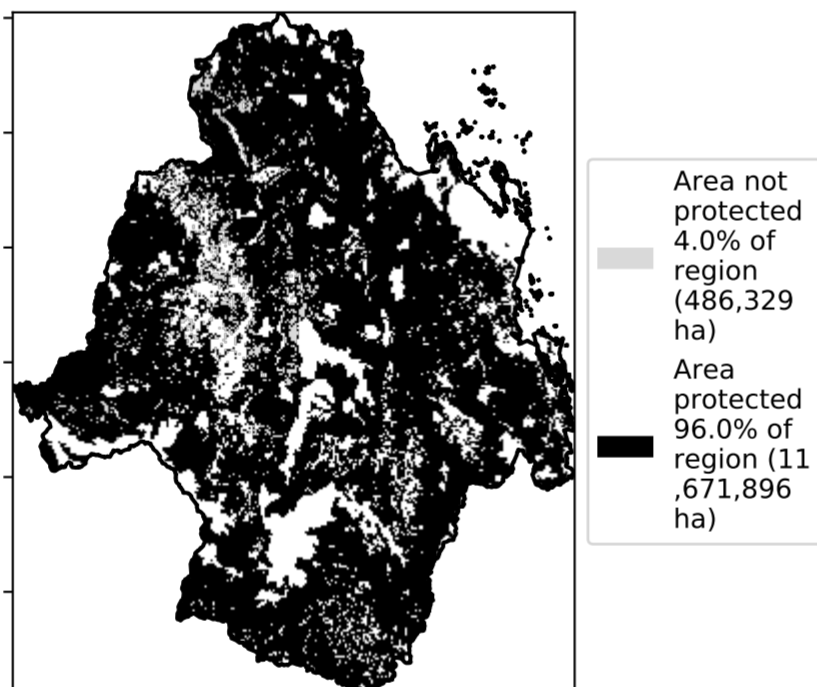 Area not
protected
4.0% of
region
(486,329
ha)
Area
protected
96.0% of
region (11
,671,896
ha)